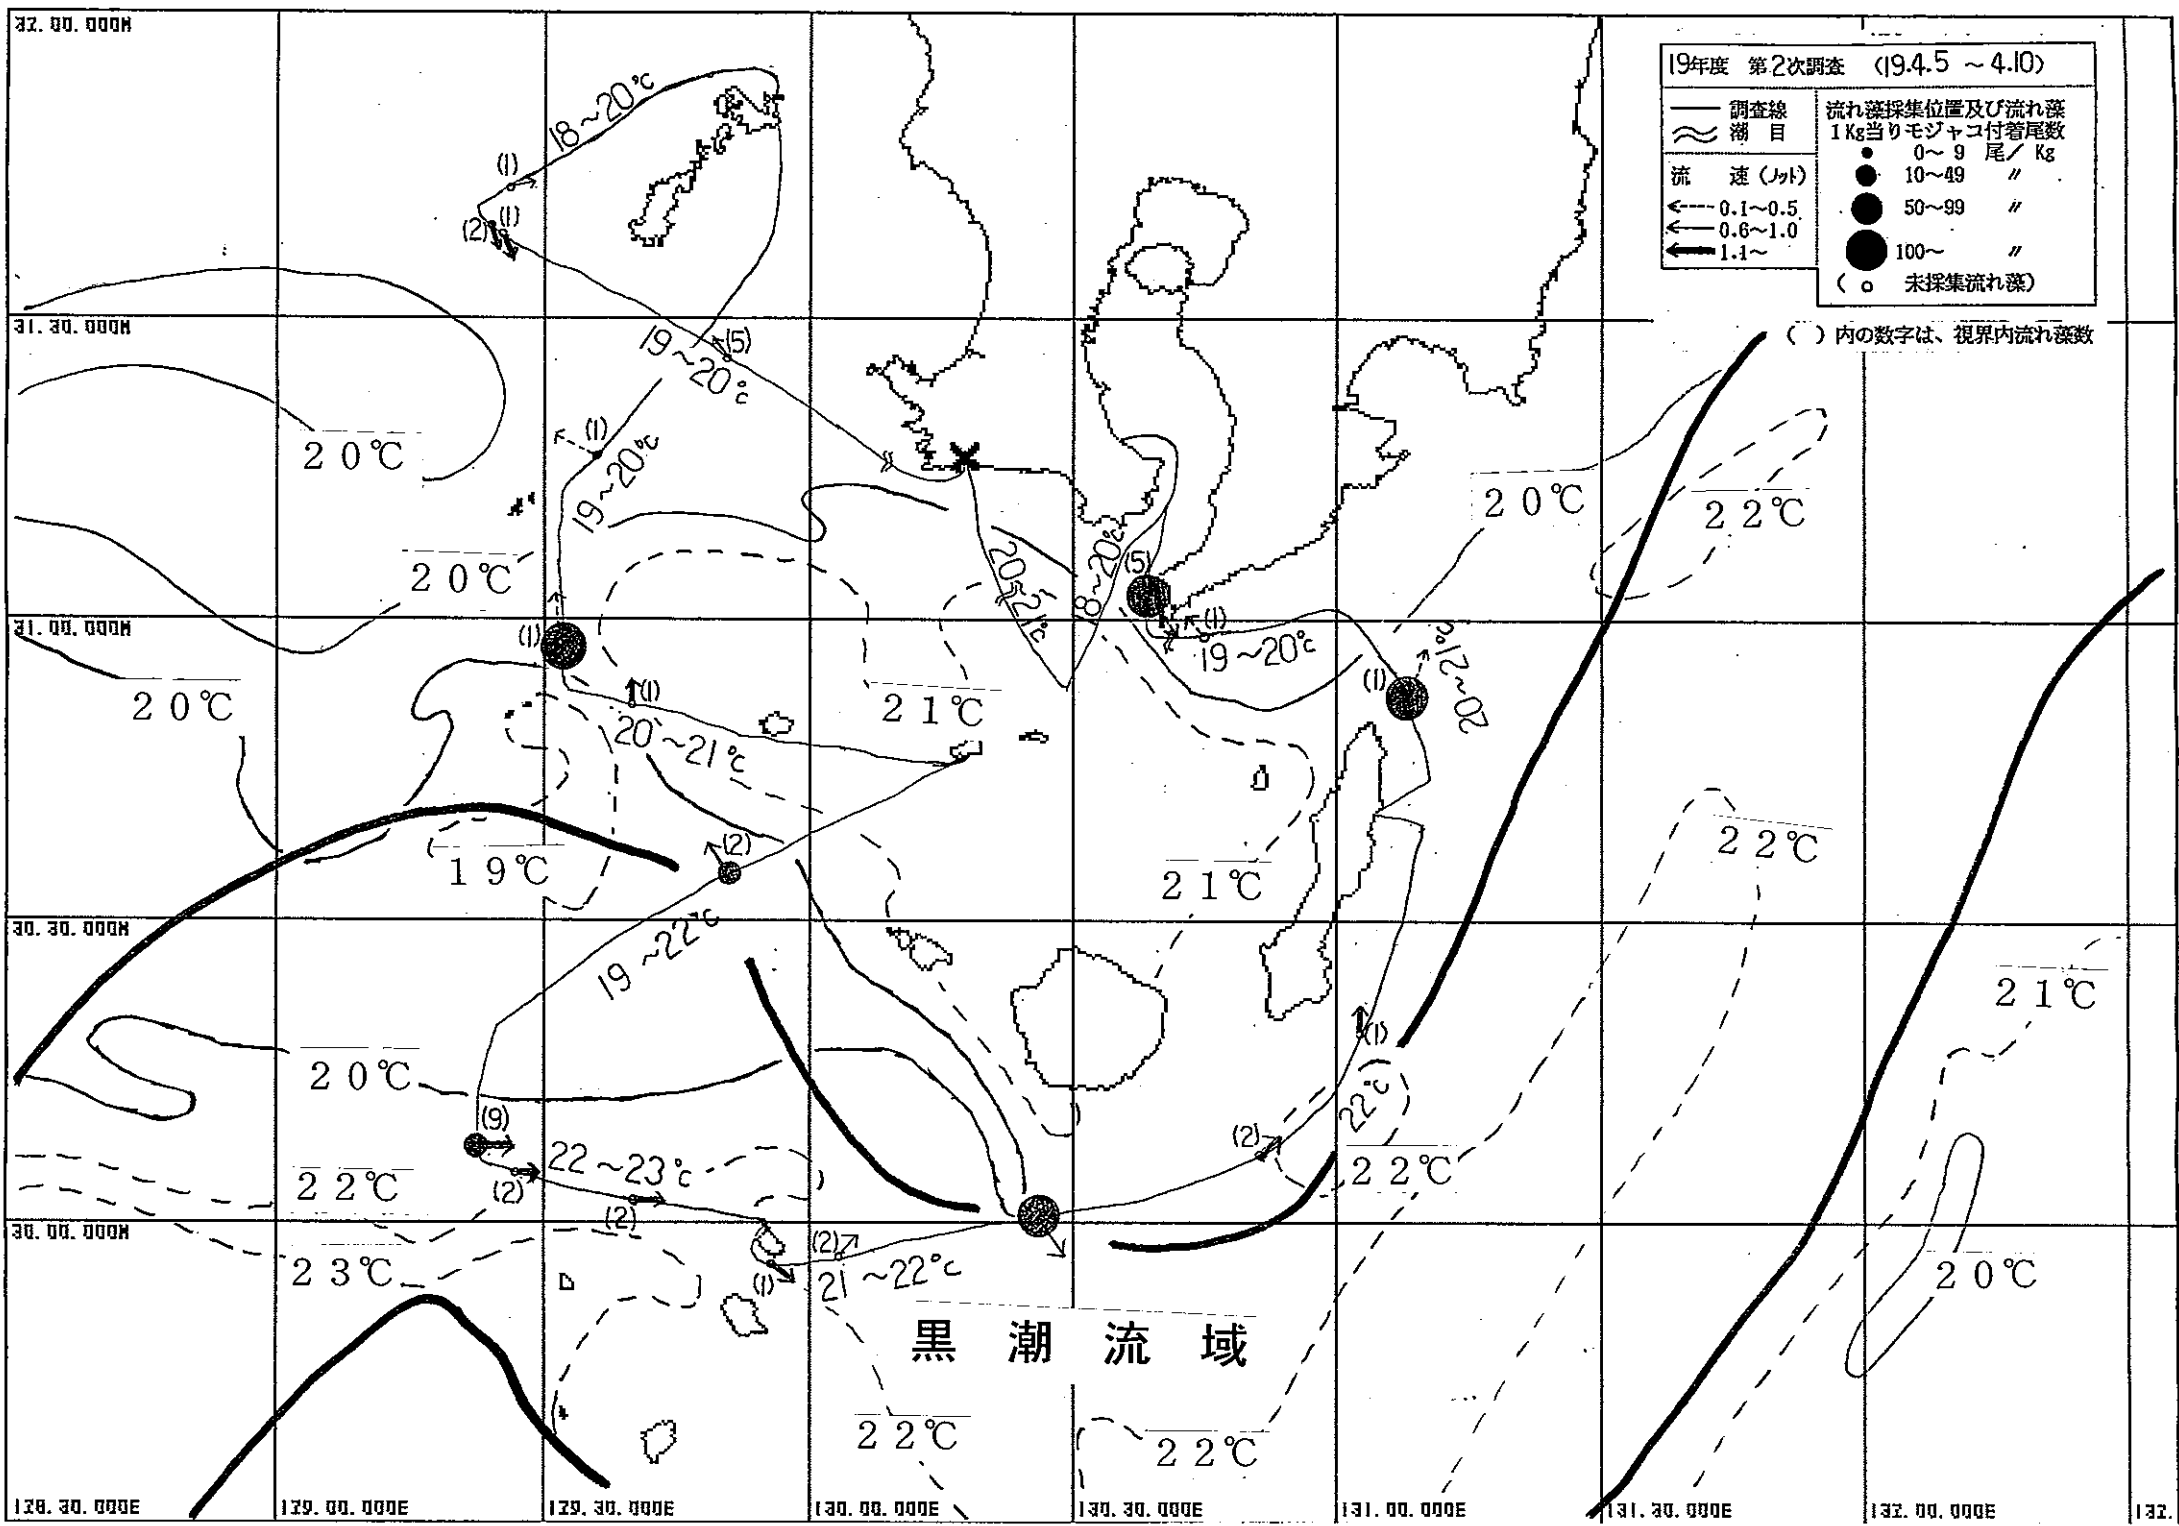 32. 00. 000N
19年度 第2次調査 (19.4.5 ~ 4.10)
調査線
潮 目
流 速 (ノット)
0.1~0.5
0.6~1.0
1.1~
流れ藻採集位置及び流れ藻
1Kg当りモジャコ付着尾数
0~ 9 尾/ Kg
10~49 〃
50~99 〃
100~ 〃
( o 未採集流れ藻)
( ) 内の数字は、視界内流れ藻数
18~20℃
(1)
(2)
(1)
31. 30. 000N
(5)
19~20℃
20℃
(1)
19~20℃
20℃
22℃
20℃
20~21℃
18~20℃
(5)
(1)
19~20℃
31. 00. 000N
(1)
(1)
20~21℃
20℃
(1)
20~21℃
21℃
22℃
19℃
(2)
21℃
19~22℃
30. 30. 000N
21℃
20℃
(1)
22℃
(9)
22~23℃
(2)
22℃
22℃
(2)
(2)
30. 00. 000N
23℃
(2)
(1)
21~22℃
20℃
黒 潮 流 域
22℃
22℃
128. 30. 000E
129. 00. 000E
129. 30. 000E
130. 00. 000E
130. 30. 000E
131. 00. 000E
131. 30. 000E
132. 00. 000E
132.